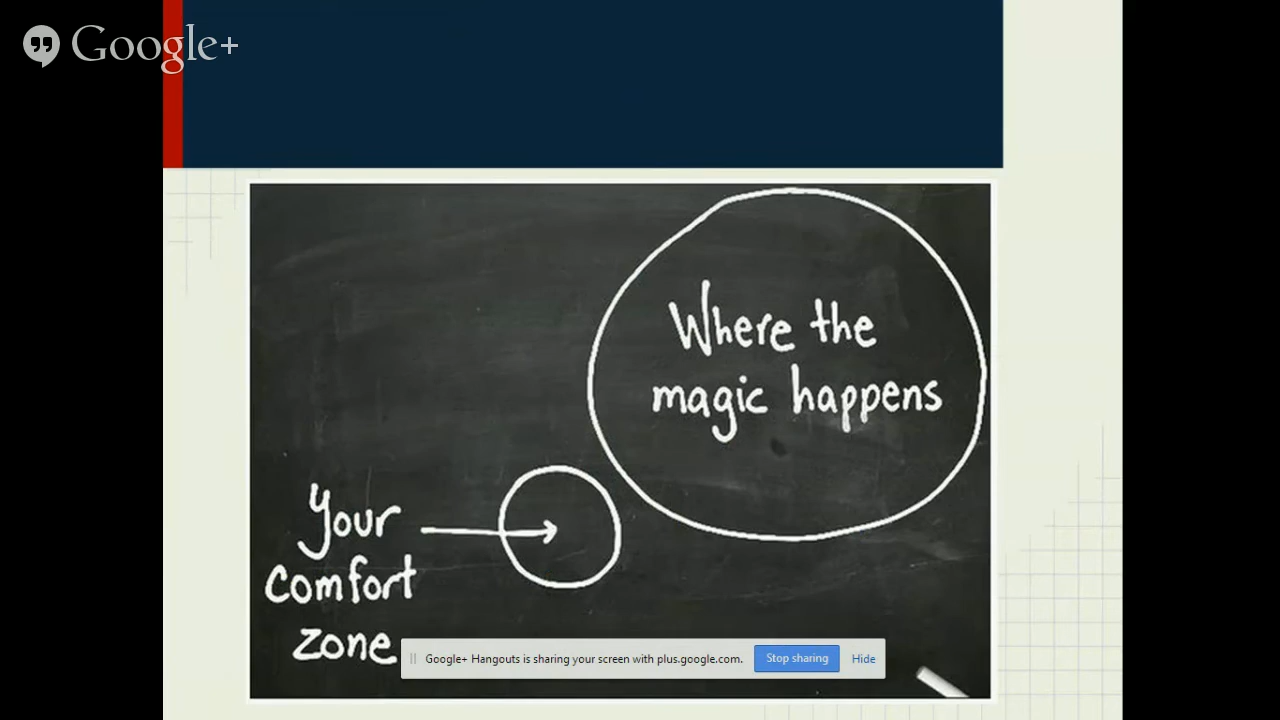 Google+
Where the
magic happens
Your
comfort
zone
Google+ Hangouts is sharing your screen with plus.google.com.
Stop sharing
Hide